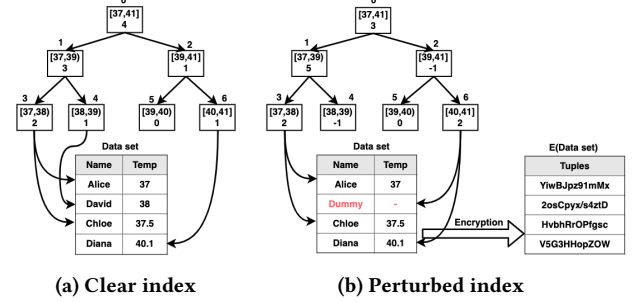 0
[37,41]
4
1
[37,39)
3
2
[39,41]
1
3
[37,38)
2
4
[38,39)
1
5
[39,40)
0
6
[40,41]
1
Data set
Name Temp
Alice 37
David 38
Chloe 37.5
Diana 40.1
(a) Clear index
0
[37,41]
3
1
[37,39)
5
2
[39,41]
-1
3
[37,38)
2
4
[38,39)
-1
5
[39,40)
0
6
[40,41]
2
Data set
Name Temp
Alice 37
Dummy -
Chloe 37.5
Diana 40.1
Encryption
E(Data set)
Tuples
YiwBJpz91mMx
2osCpyx/s4ztD
HvbhRrOPfgsc
V5G3HHopZOW
(b) Perturbed index